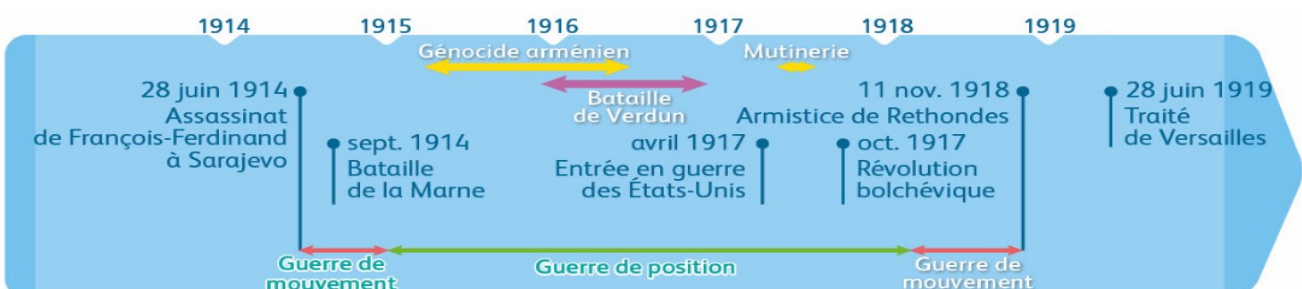 1914 1915 1916 1917 1918 1919
Génocide arménien
Mutinerie
28 juin 1914
Assassinat
de François-Ferdinand
à Sarajevo
sept. 1914
Bataille
de la Marne
Bataille
de Verdun
avril 1917
Entrée en guerre
des États-Unis
11 nov. 1918
Armistice de Rethondes
oct. 1917
Révolution
bolchévique
28 juin 1919
Traité
de Versailles
Guerre de
mouvement
Guerre de position
Guerre de
mouvement